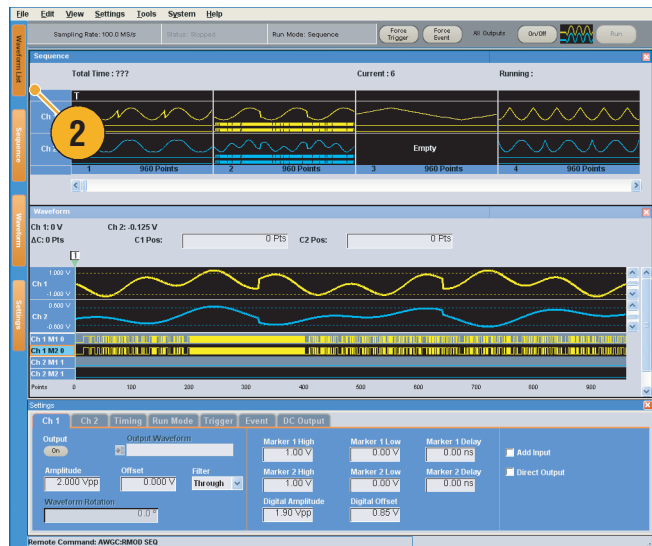 File Edit View Settings Tools System Help
Sampling Rate: 100.0 MS/s Status: Stopped Run Mode: Sequence Force Trigger Force Event All Outputs On/Off Run
Waveform List
Sequence
Waveform
Settings
Sequence
Total Time : ??? Current : 6 Running :
T
Ch
Ch
2
Empty
1 960 Points 2 960 Points 3 960 Points 4 960 Points
Waveform
Ch 1: 0 V Ch 2: -0.125 V
ΔC: 0 Pts C1 Pos: 0 Pts C2 Pos: 0 Pts
1
1.000 V
Ch 1
-1.000 V
0.600 V
Ch 2
-0.600 V
Ch 1 M1 0
Ch 1 M2 0
Ch 2 M1 1
Ch 2 M2 1
Points 0 100 200 300 400 500 600 700 800 900
Settings
Ch 1 Ch 2 Timing Run Mode Trigger Event DC Output
Output Output Waveform Marker 1 High Marker 1 Low Marker 1 Delay
On 1.00 V 0.00 V 0.00 ns Add Input
Amplitude Offset Filter Marker 2 High Marker 2 Low Marker 2 Delay Direct Output
2.000 Vpp 0.000 V Through 1.00 V 0.00 V 0.00 ns
Waveform Rotation Digital Amplitude Digital Offset
0.0 ° 1.90 Vpp 0.85 V
Remote Command: AWGC:RMOD SEQ